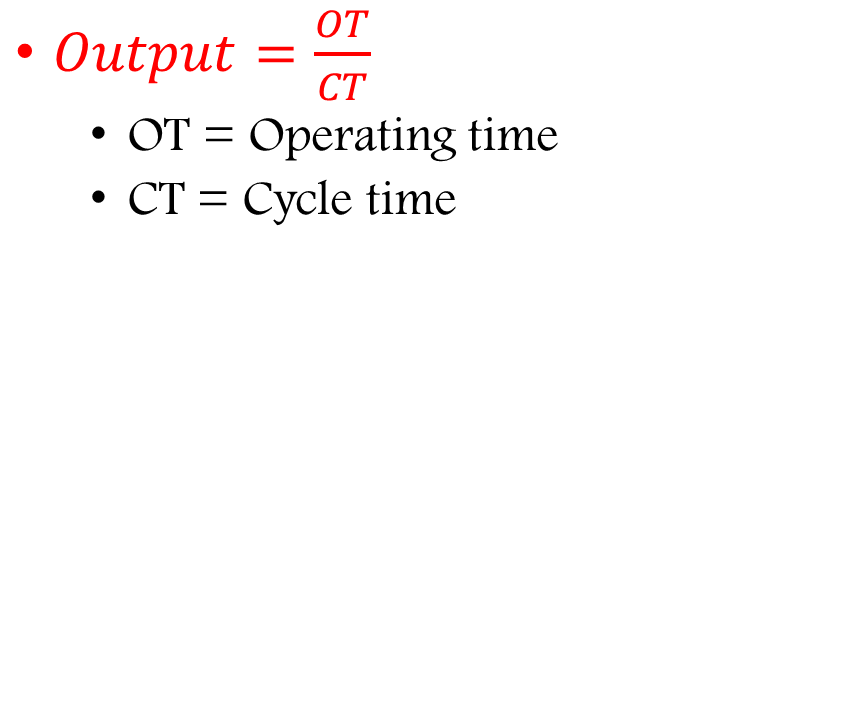 • Output = OT/CT
• OT = Operating time
• CT = Cycle time